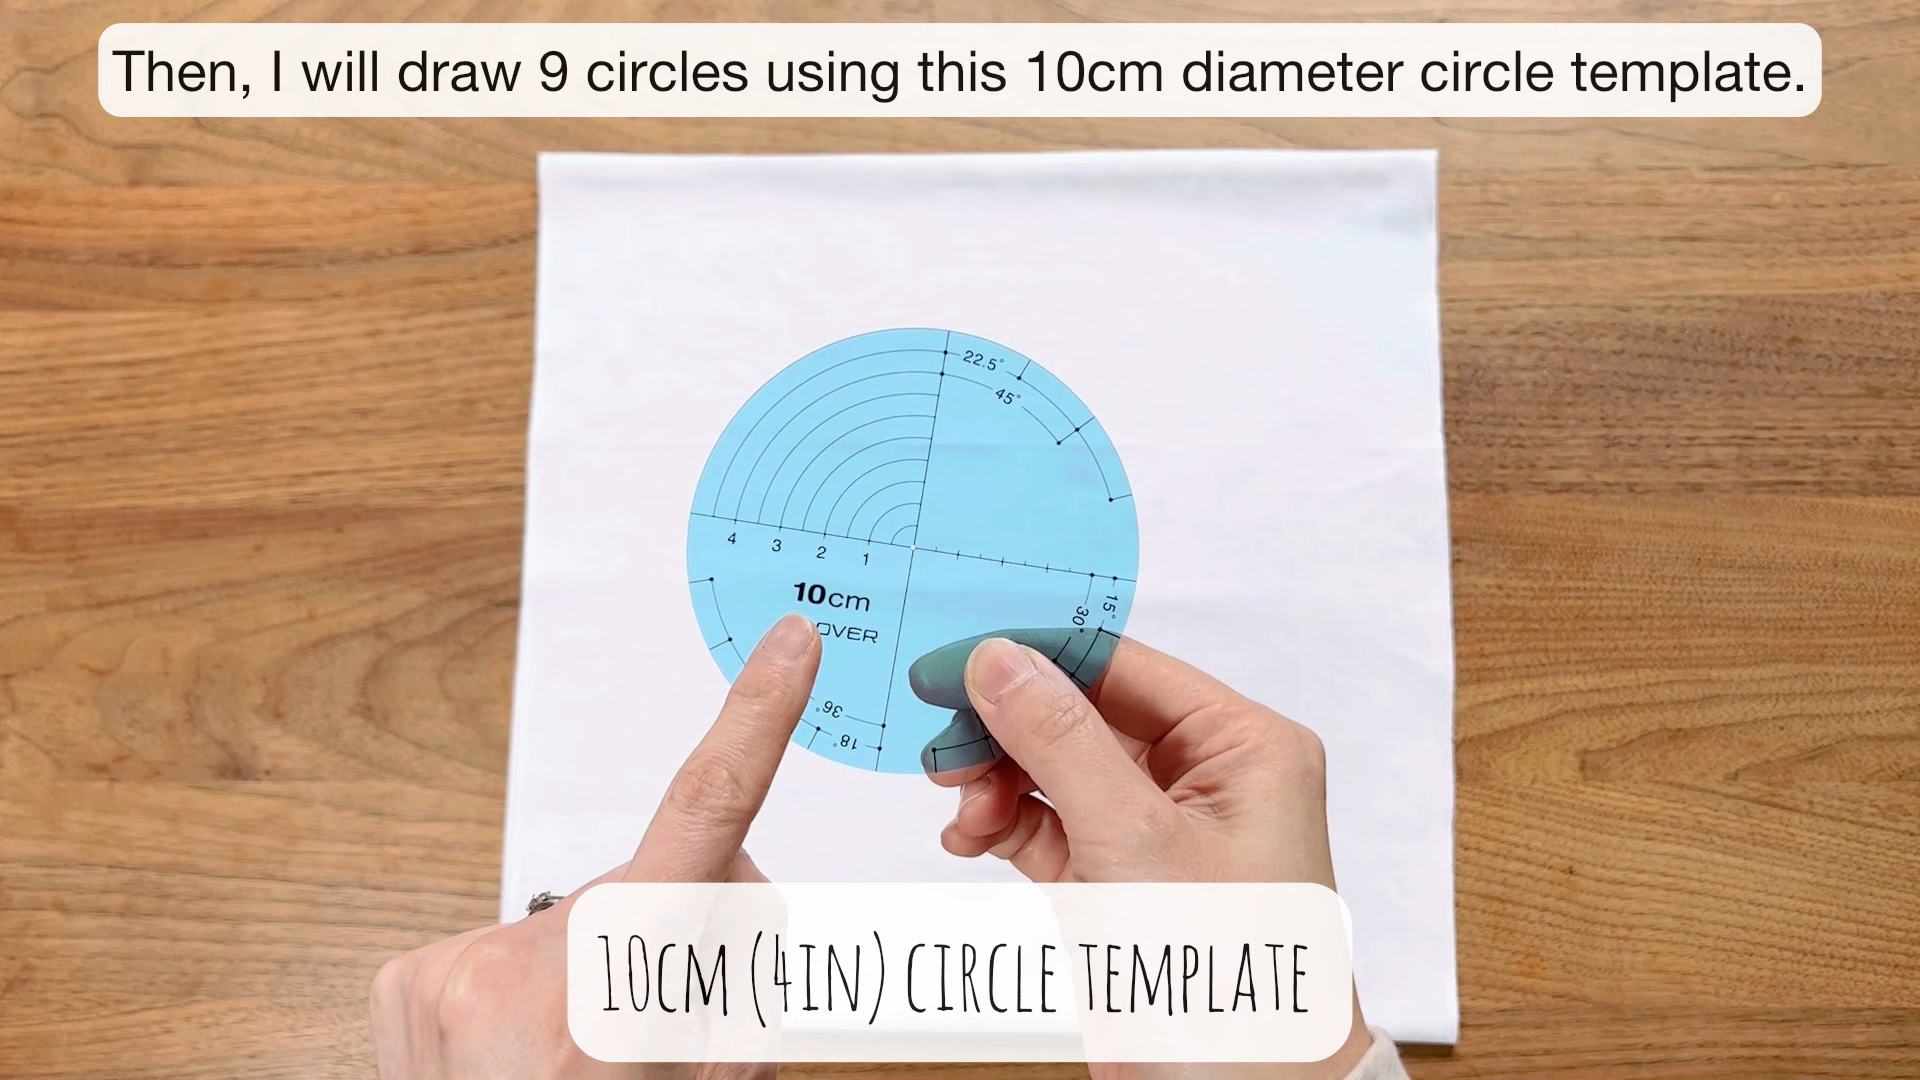 Then, I will draw 9 circles using this 10cm diameter circle template.
22.5°
45°
4 3 2 1
10cm
OVER
15°
30°
36°
18°
10CM (4IN) CIRCLE TEMPLATE